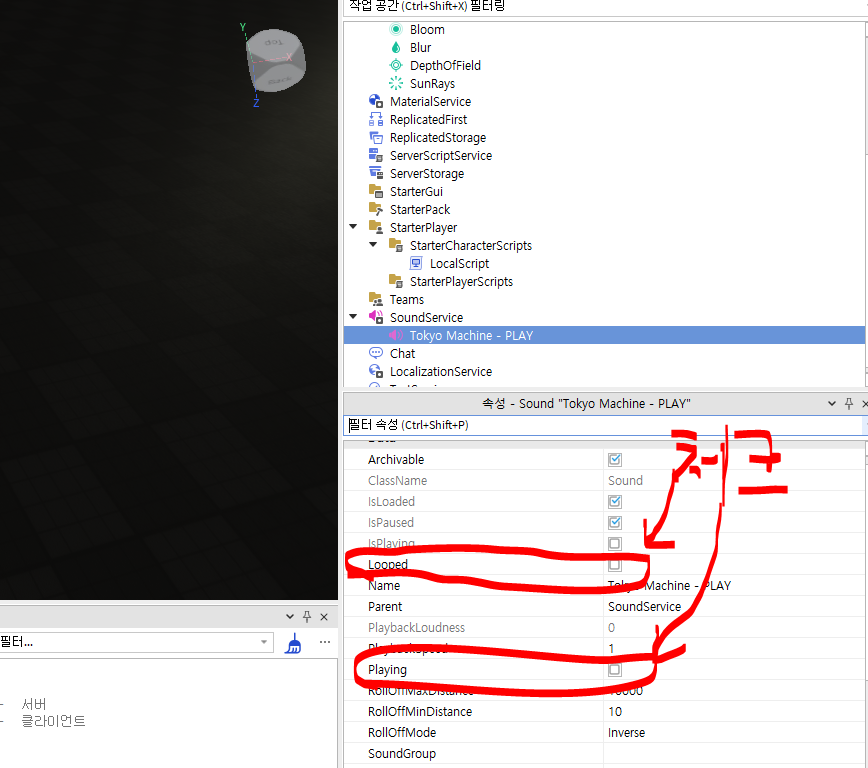 작업 공간 (Ctrl+Shift+X) 필터링
Bloom
Blur
DepthOfField
SunRays
MaterialService
ReplicatedFirst
ReplicatedStorage
ServerScriptService
ServerStorage
StarterGui
StarterPack
StarterPlayer
StarterCharacterScripts
LocalScript
StarterPlayerScripts
Teams
SoundService
Tokyo Machine - PLAY
Chat
LocalizationService
Y
Top
X
Z
속성 - Sound "Tokyo Machine - PLAY"
필터 속성 (Ctrl+Shift+P)
Data
체크
Archivable
ClassName Sound
IsLoaded
IsPaused
IsPlaying
Looped
Name Tokyo Machine - PLAY
Parent SoundService
PlaybackLoudness 0
PlaybackSpeed 1
Playing
RollOffMaxDistance 10000
RollOffMinDistance 10
RollOffMode Inverse
SoundGroup
필터...
- 서버
- 클라이언트